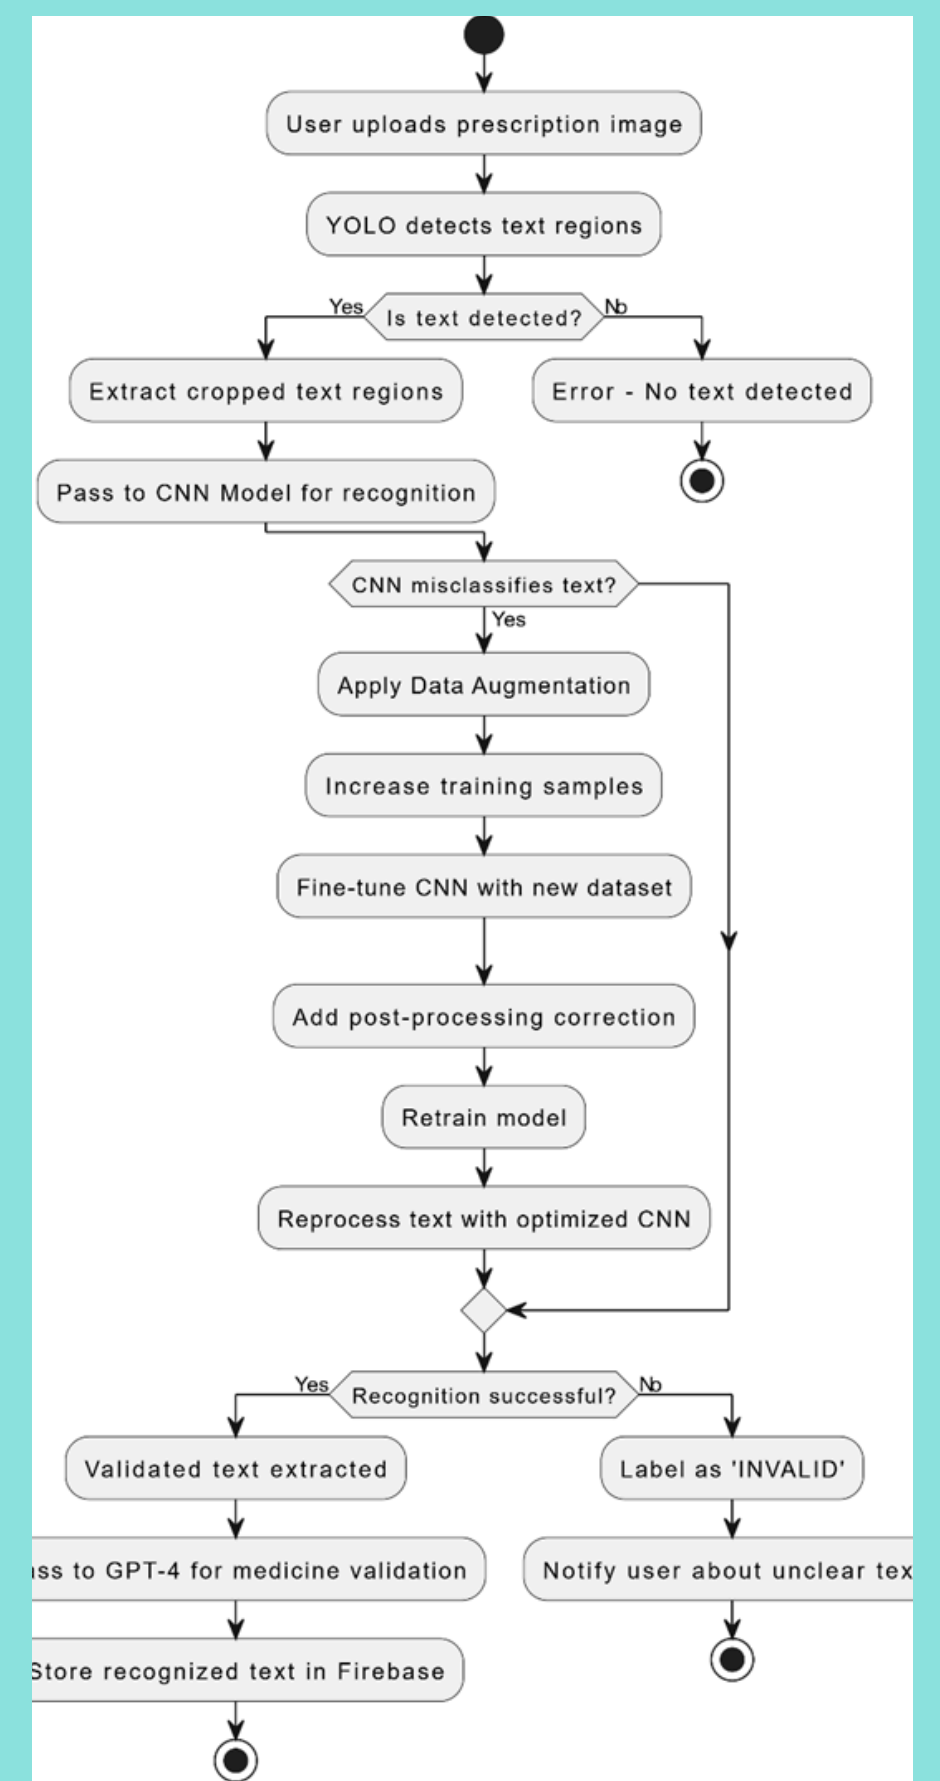 User uploads prescription image
YOLO detects text regions
Yes
Is text detected?
No
Extract cropped text regions
Error - No text detected
Pass to CNN Model for recognition
CNN misclassifies text?
Yes
Apply Data Augmentation
Increase training samples
Fine-tune CNN with new dataset
Add post-processing correction
Retrain model
Reprocess text with optimized CNN
Yes
Recognition successful?
No
Validated text extracted
Label as 'INVALID'
to GPT-4 for medicine validation
Notify user about unclear
Store recognized text in Firebase